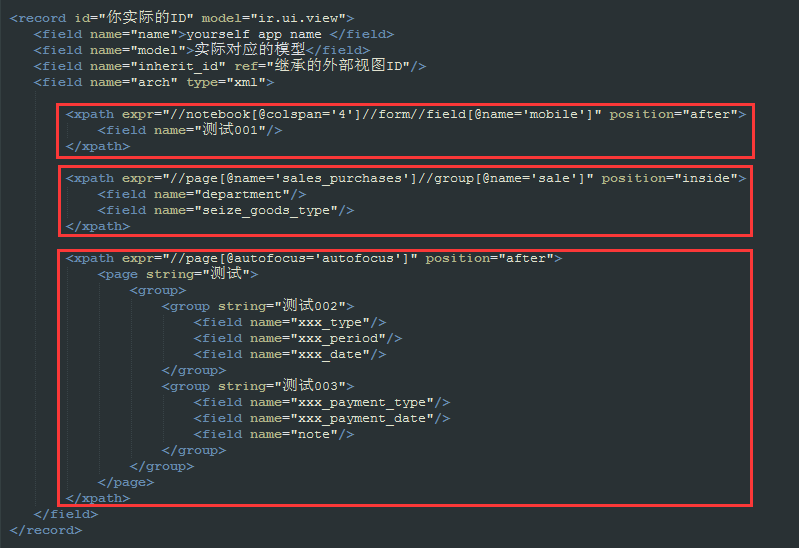 <record id="你实际的ID" model="ir.ui.view">
<field name="name">yourself app name </field>
<field name="model">实际对应的模型</field>
<field name="inherit_id" ref="继承的外部视图ID"/>
<field name="arch" type="xml">
<xpath expr="//notebook[@colspan='4']//form//field[@name='mobile']" position="after">
<field name="测试001"/>
</xpath>
<xpath expr="//page[@name='sales_purchases']//group[@name='sale']" position="inside">
<field name="department"/>
<field name="seize_goods_type"/>
</xpath>
<xpath expr="//page[@autofocus='autofocus']" position="after">
<page string="测试">
<group>
<group string="测试002">
<field name="xxx_type"/>
<field name="xxx_period"/>
<field name="xxx_date"/>
</group>
<group string="测试003">
<field name="xxx_payment_type"/>
<field name="xxx_payment_date"/>
<field name="note"/>
</group>
</group>
</page>
</xpath>
</field>
</record>